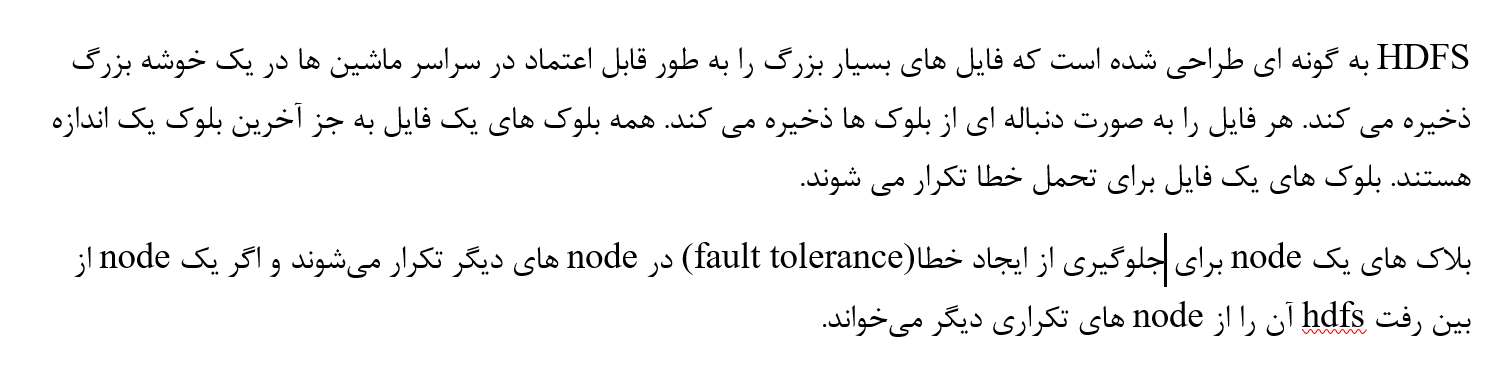 HDFS به گونه ای طراحی شده است که فایل های بسیار بزرگ را به طور قابل اعتماد در سراسر ماشین ها در یک خوشه بزرگ
ذخیره می کند. هر فایل را به صورت دنباله ای از بلوک ها ذخیره می کند. همه بلوک های یک فایل به جز آخرین بلوک یک اندازه
هستند. بلوک های یک فایل برای تحمل خطا تکرار می شوند.
بلاک های یک node برای جلوگیری از ایجاد خطا(fault tolerance) در node های دیگر تکرار می‌شوند و اگر یک node از
بین رفت hdfs آن را از node های تکراری دیگر می‌خواند.